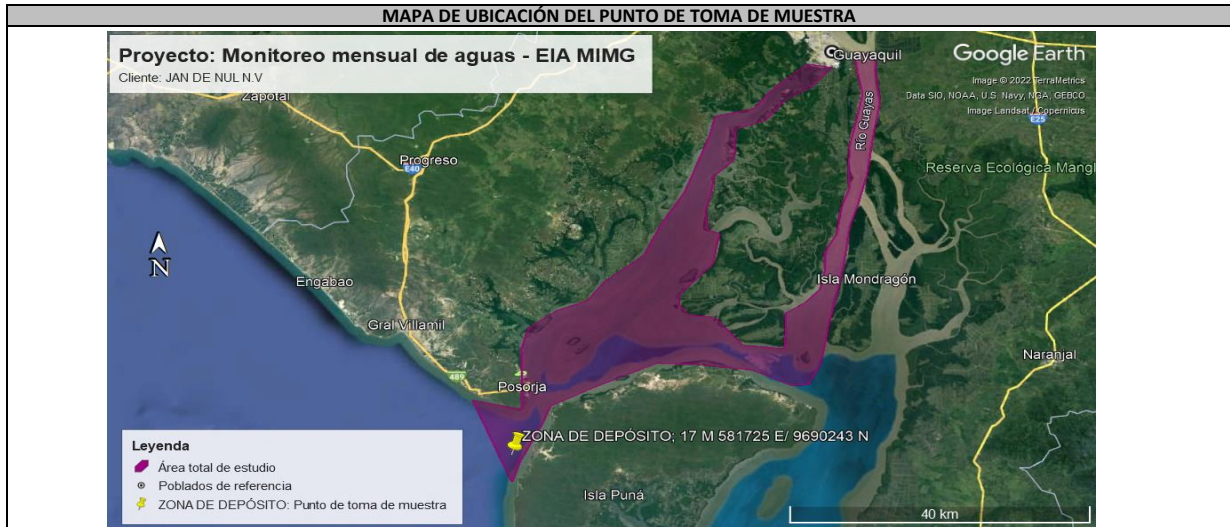 MAPA DE UBICACIÓN DEL PUNTO DE TOMA DE MUESTRA
Proyecto: Monitoreo mensual de aguas - EIA MIMG
Cliente: JAN DE NUL N.V
Guayaquil
Google Earth
Image © 2022 TerraMetrics
Data SIO, NOAA, U.S. Navy, NGA, GEBCO
Image Landsat / Copernicus
E25
Zapotal
Río Guayas
Progreso
E40
Reserva Ecológica Mangl
N
Engabao
Isla Mondragón
Gral Villamil
Naranjal
489
Posorja
ZONA DE DEPÓSITO; 17 M 581725 E/ 9690243 N
Leyenda
Área total de estudio
Poblados de referencia
ZONA DE DEPÓSITO: Punto de toma de muestra
Isla Puná
40 km